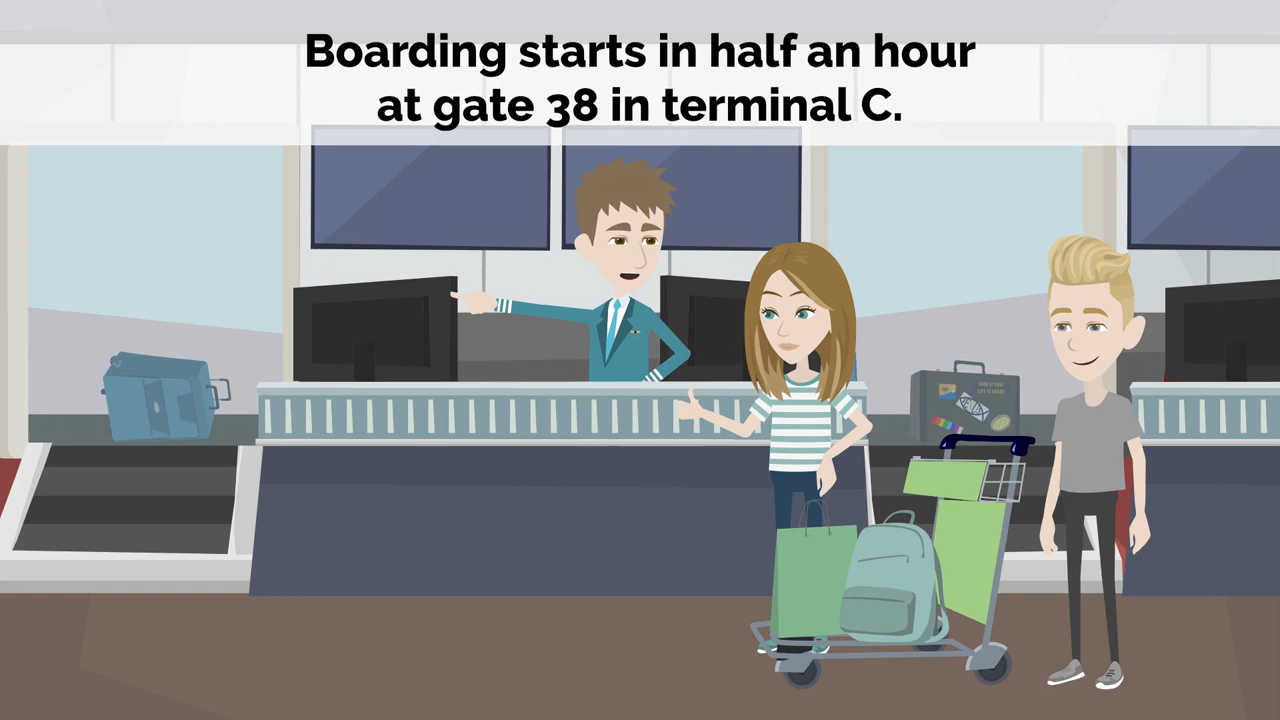 Boarding starts in half an hour
at gate 38 in terminal C.